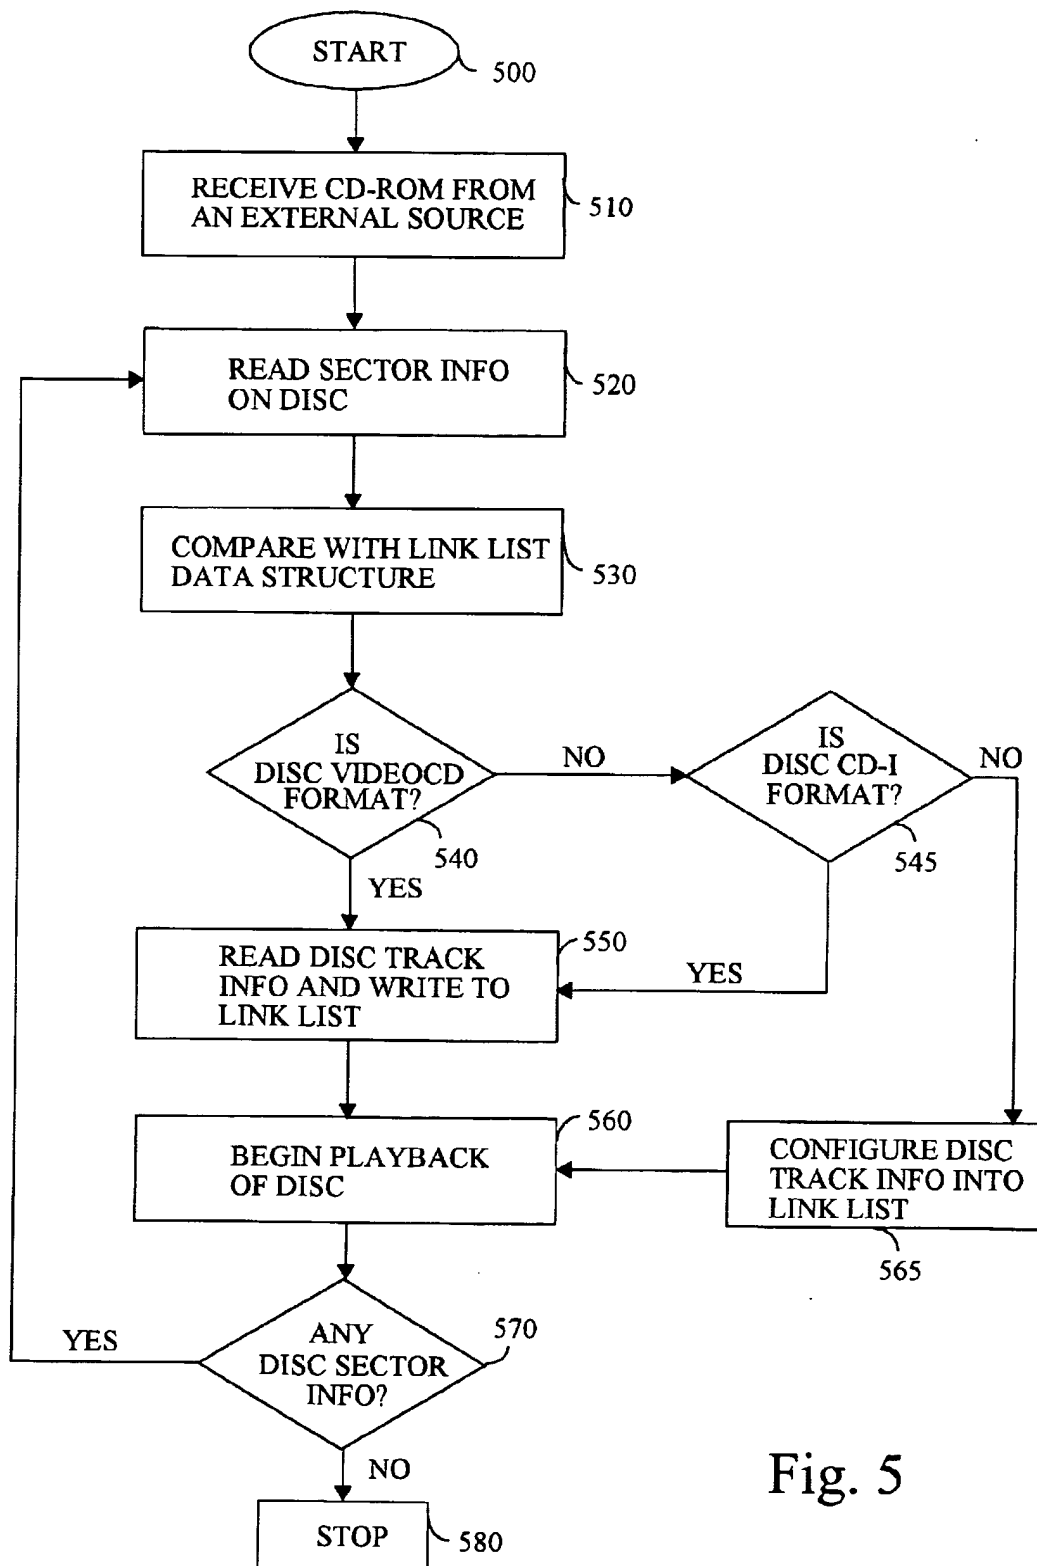 START
500
RECEIVE CD-ROM FROM
AN EXTERNAL SOURCE
510
READ SECTOR INFO
ON DISC
520
COMPARE WITH LINK LIST
DATA STRUCTURE
530
IS
DISC VIDEOCD
FORMAT?
540
NO
IS
DISC CD-I
FORMAT?
545
NO
YES
READ DISC TRACK
INFO AND WRITE TO
LINK LIST
550
YES
BEGIN PLAYBACK
OF DISC
560
CONFIGURE DISC
TRACK INFO INTO
LINK LIST
565
ANY
DISC SECTOR
INFO?
570
YES
NO
STOP
580
Fig. 5